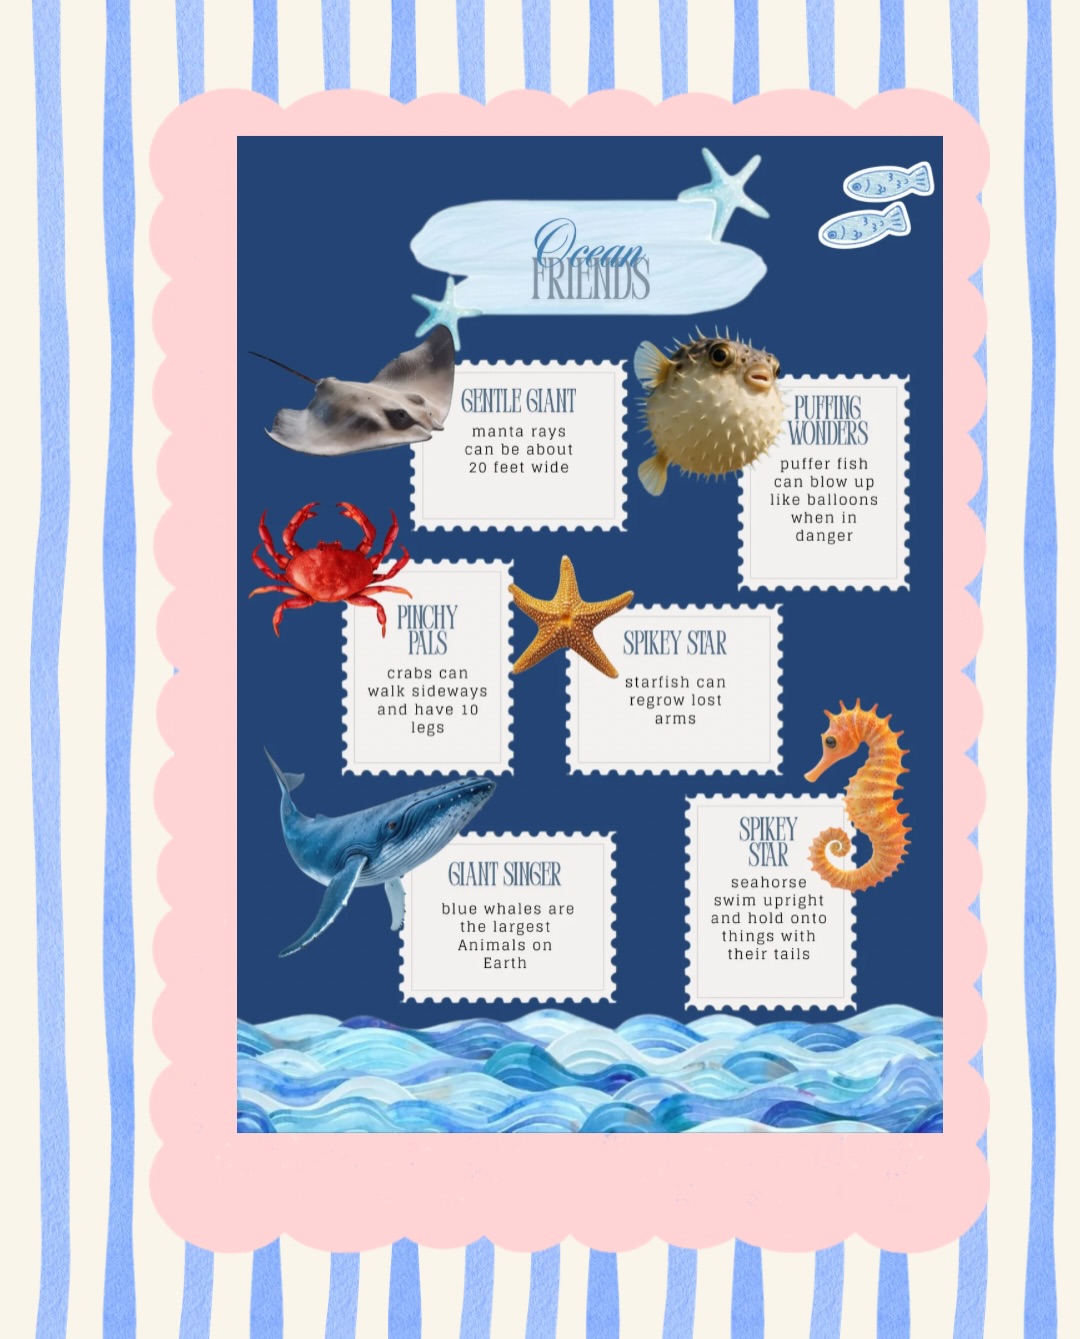 Ocean
FRIENDS
GENTLE GIANT
manta rays
can be about
20 feet wide
PUFFING
WONDERS
puffer fish
can blow up
like balloons
when in
danger
PINCHY
PALS
crabs can
walk sideways
and have 10
legs
SPIKEY STAR
starfish can
regrow lost
arms
GIANT SINGER
blue whales are
the largest
Animals on
Earth
SPIKEY
STAR
seahorse
swim upright
and hold onto
things with
their tails